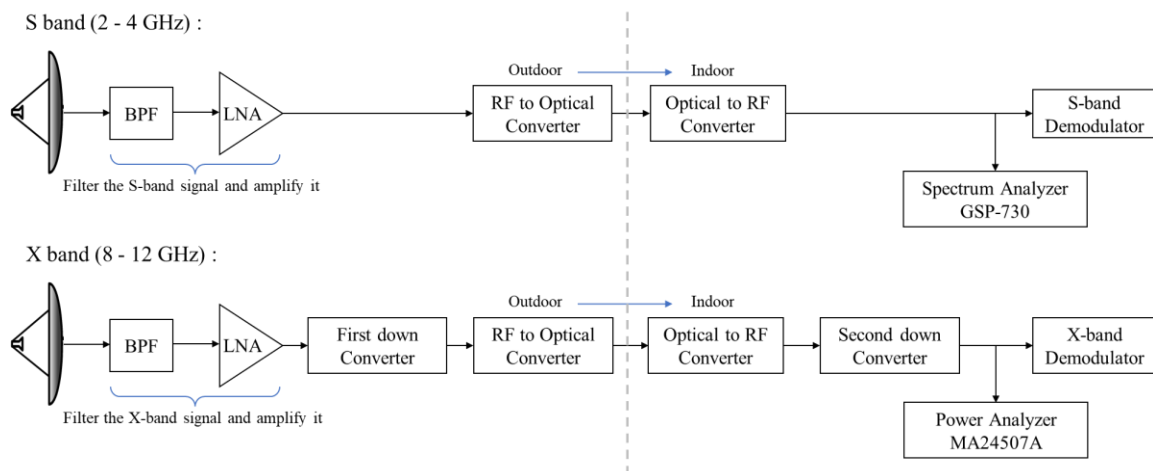 S band (2 - 4 GHz) :
Outdoor
Indoor
BPF
LNA
RF to Optical
Converter
Optical to RF
Converter
S-band
Demodulator
Filter the S-band signal and amplify it
Spectrum Analyzer
GSP-730
X band (8 - 12 GHz) :
Outdoor
Indoor
BPF
LNA
First down
Converter
RF to Optical
Converter
Optical to RF
Converter
Second down
Converter
X-band
Demodulator
Filter the X-band signal and amplify it
Power Analyzer
MA24507A